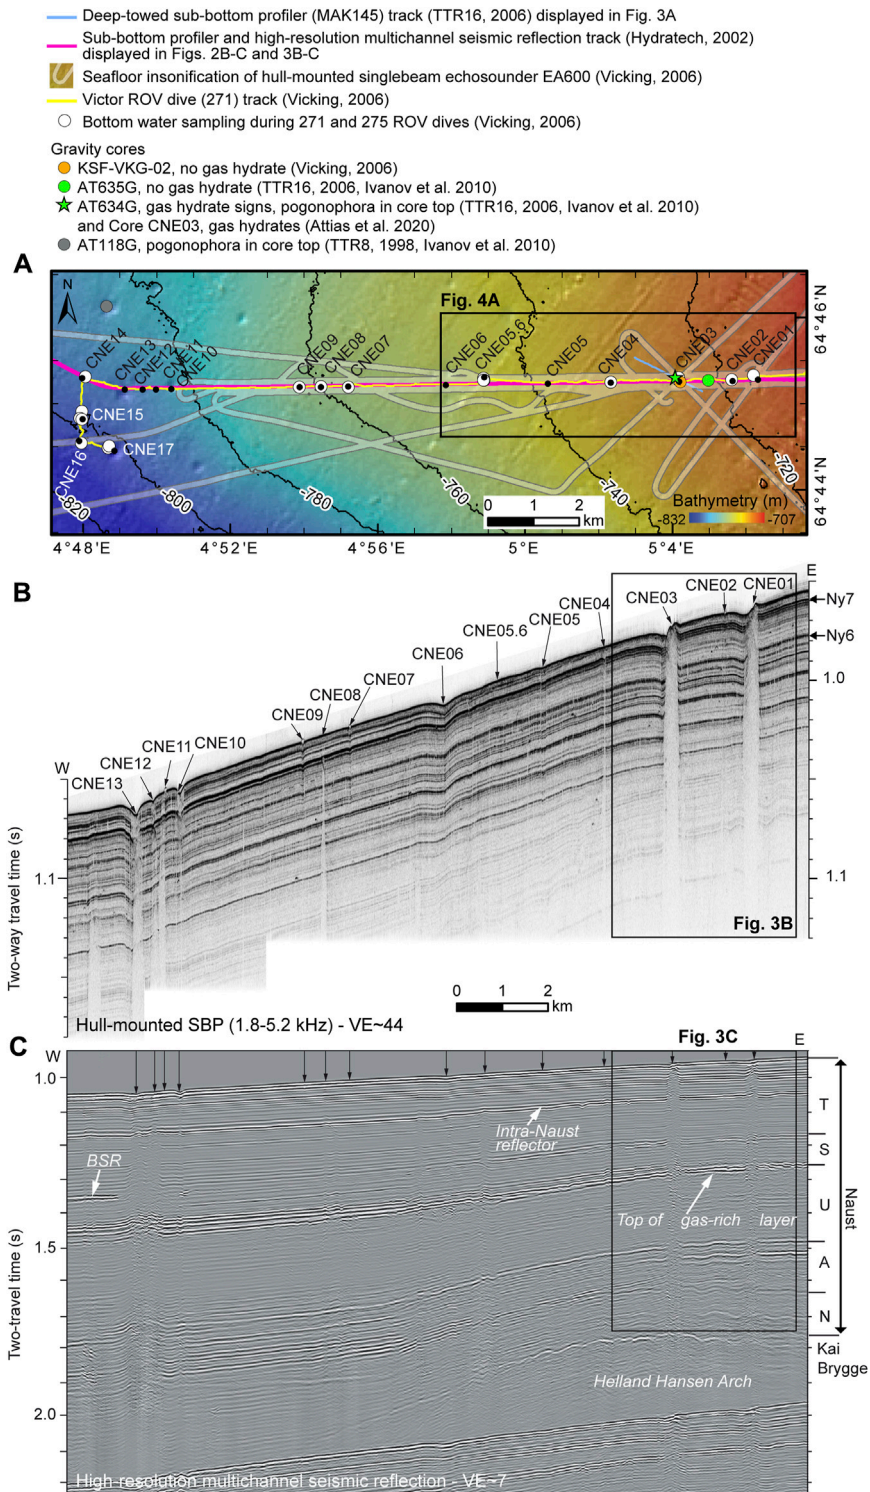 Deep-towed sub-bottom profiler (MAK145) track (TTR16, 2006) displayed in Fig. 3A
Sub-bottom profiler and high-resolution multichannel seismic reflection track (Hydratech, 2002)
displayed in Figs. 2B-C and 3B-C
Seafloor insonification of hull-mounted singlebeam echosounder EA600 (Vicking, 2006)
Victor ROV dive (271) track (Vicking, 2006)
Bottom water sampling during 271 and 275 ROV dives (Vicking, 2006)
Gravity cores
KSF-VKG-02, no gas hydrate (Vicking, 2006)
AT635G, no gas hydrate (TTR16, 2006, Ivanov et al. 2010)
AT634G, gas hydrate signs, pogonophora in core top (TTR16, 2006, Ivanov et al. 2010)
and Core CNE03, gas hydrates (Attias et al. 2020)
AT118G, pogonophora in core top (TTR8, 1998, Ivanov et al. 2010)
A
N
Fig. 4A
64°46'N
CNE14
CNE13
CNE12
CNE11
CNE10
CNE09
CNE08
CNE07
CNE06
CNE05.6
CNE05
CNE04
CNE03
CNE02
CNE01
CNE15
CNE16
CNE17
-820
-800
-780
-760
-740
-720
0 1 2
km
Bathymetry (m)
-832 -707
64°44'N
4°48'E 4°52'E 4°56'E 5°E 5°4'E
B
E
CNE03 CNE02 CNE01
Ny7
Ny6
CNE04
CNE05
CNE05.6
CNE06
CNE07
CNE08
CNE09
CNE10
CNE11
CNE12
CNE13
W
1.0
1.1
1.1
Two-way travel time (s)
Fig. 3B
0 1 2
km
Hull-mounted SBP (1.8-5.2 kHz) - VE~44
C
W
Fig. 3C
E
1.0
1.5
2.0
Two-travel time (s)
BSR
Intra-Naust
reflector
Top of gas-rich layer
T
S
U
A
N
Naust
Kai
Brygge
Helland Hansen Arch
High-resolution multichannel seismic reflection - VE~7